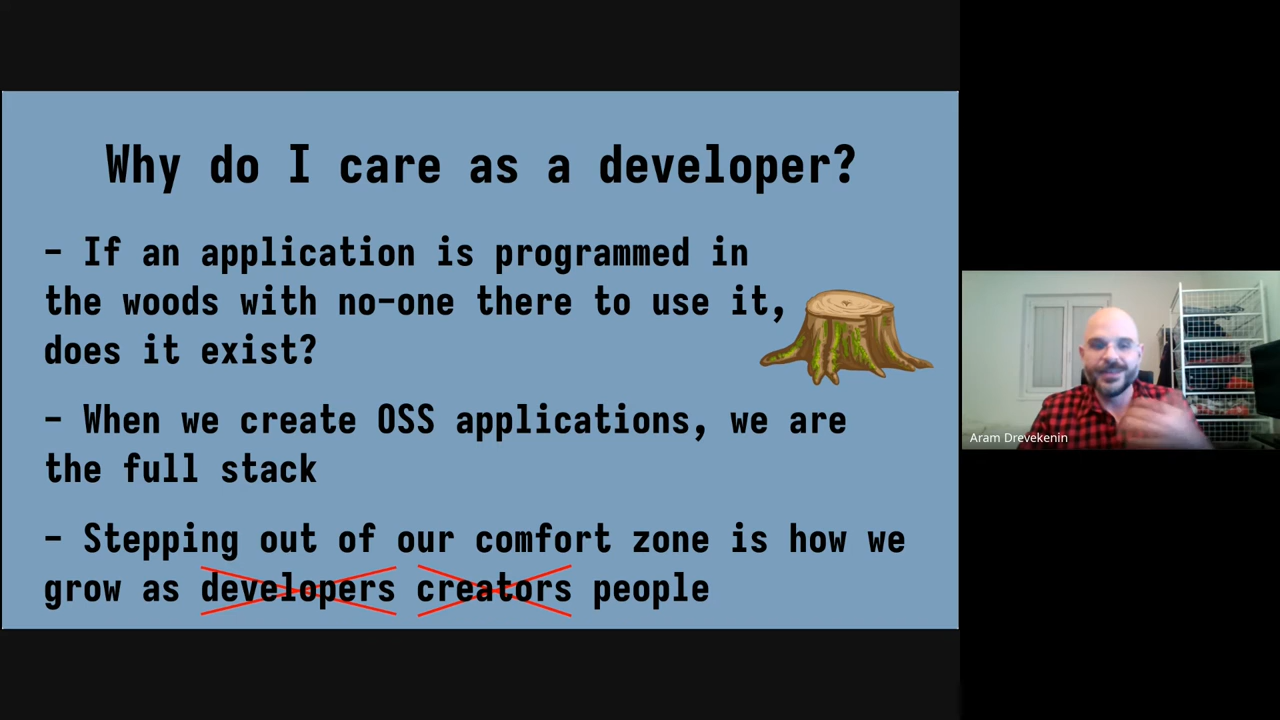 Why do I care as a developer?
- If an application is programmed in
the woods with no-one there to use it,
does it exist?
- When we create OSS applications, we are
the full stack
- Stepping out of our comfort zone is how we
grow as developers creators people
Aram Drevekenin